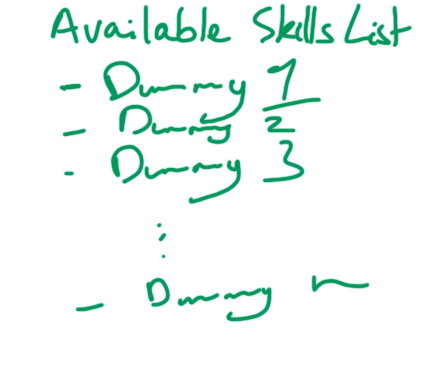 Available Skills List
- Dummy 1
- Dummy 2
- Dummy 3
⋮
- Dummy n